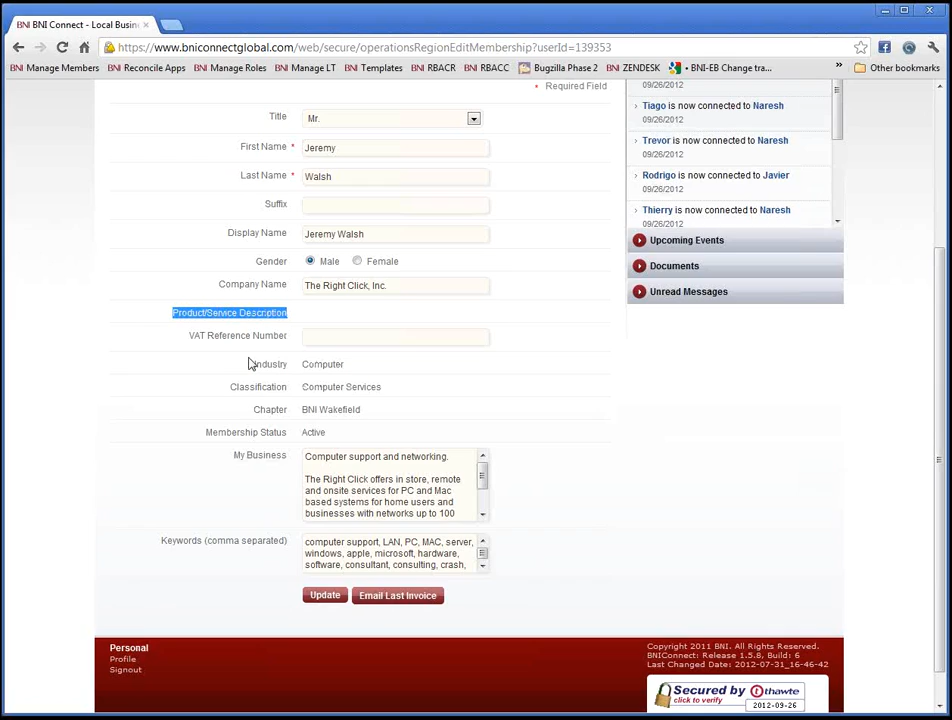 BNI BNI Connect - Local Busin
https://www.bniconnectglobal.com/web/secure/operationsRegionEditMembership?userId=139353
BNI Manage Members BNI Reconcile Apps BNI Manage Roles BNI Manage LT BNI Templates BNI RBACR BNI RBACC Bugzilla Phase 2 BNI ZENDESK BNI-EB Change tra... » Other bookmarks
* Required Field
Title Mr.
First Name * Jeremy
Last Name * Walsh
Suffix
Display Name Jeremy Walsh
Gender Male Female
Company Name The Right Click, Inc.
Product/Service Description
VAT Reference Number
Industry Computer
Classification Computer Services
Chapter BNI Wakefield
Membership Status Active
My Business Computer support and networking.
The Right Click offers in store, remote
and onsite services for PC and Mac
based systems for home users and
businesses with networks up to 100
Keywords (comma separated) computer support, LAN, PC, MAC, server,
windows, apple, microsoft, hardware,
software, consultant, consulting, crash,
Update Email Last Invoice
09/26/2012
Tiago is now connected to Naresh
09/26/2012
Trevor is now connected to Naresh
09/26/2012
Rodrigo is now connected to Javier
09/26/2012
Thierry is now connected to Naresh
Upcoming Events
Documents
Unread Messages
Personal
Profile
Signout
Copyright 2011 BNI. All Rights Reserved.
BNIConnect: Release 1.5.8, Build: 6
Last Changed Date: 2012-07-31_16-46-42
Secured by thawte
click to verify
2012-09-26